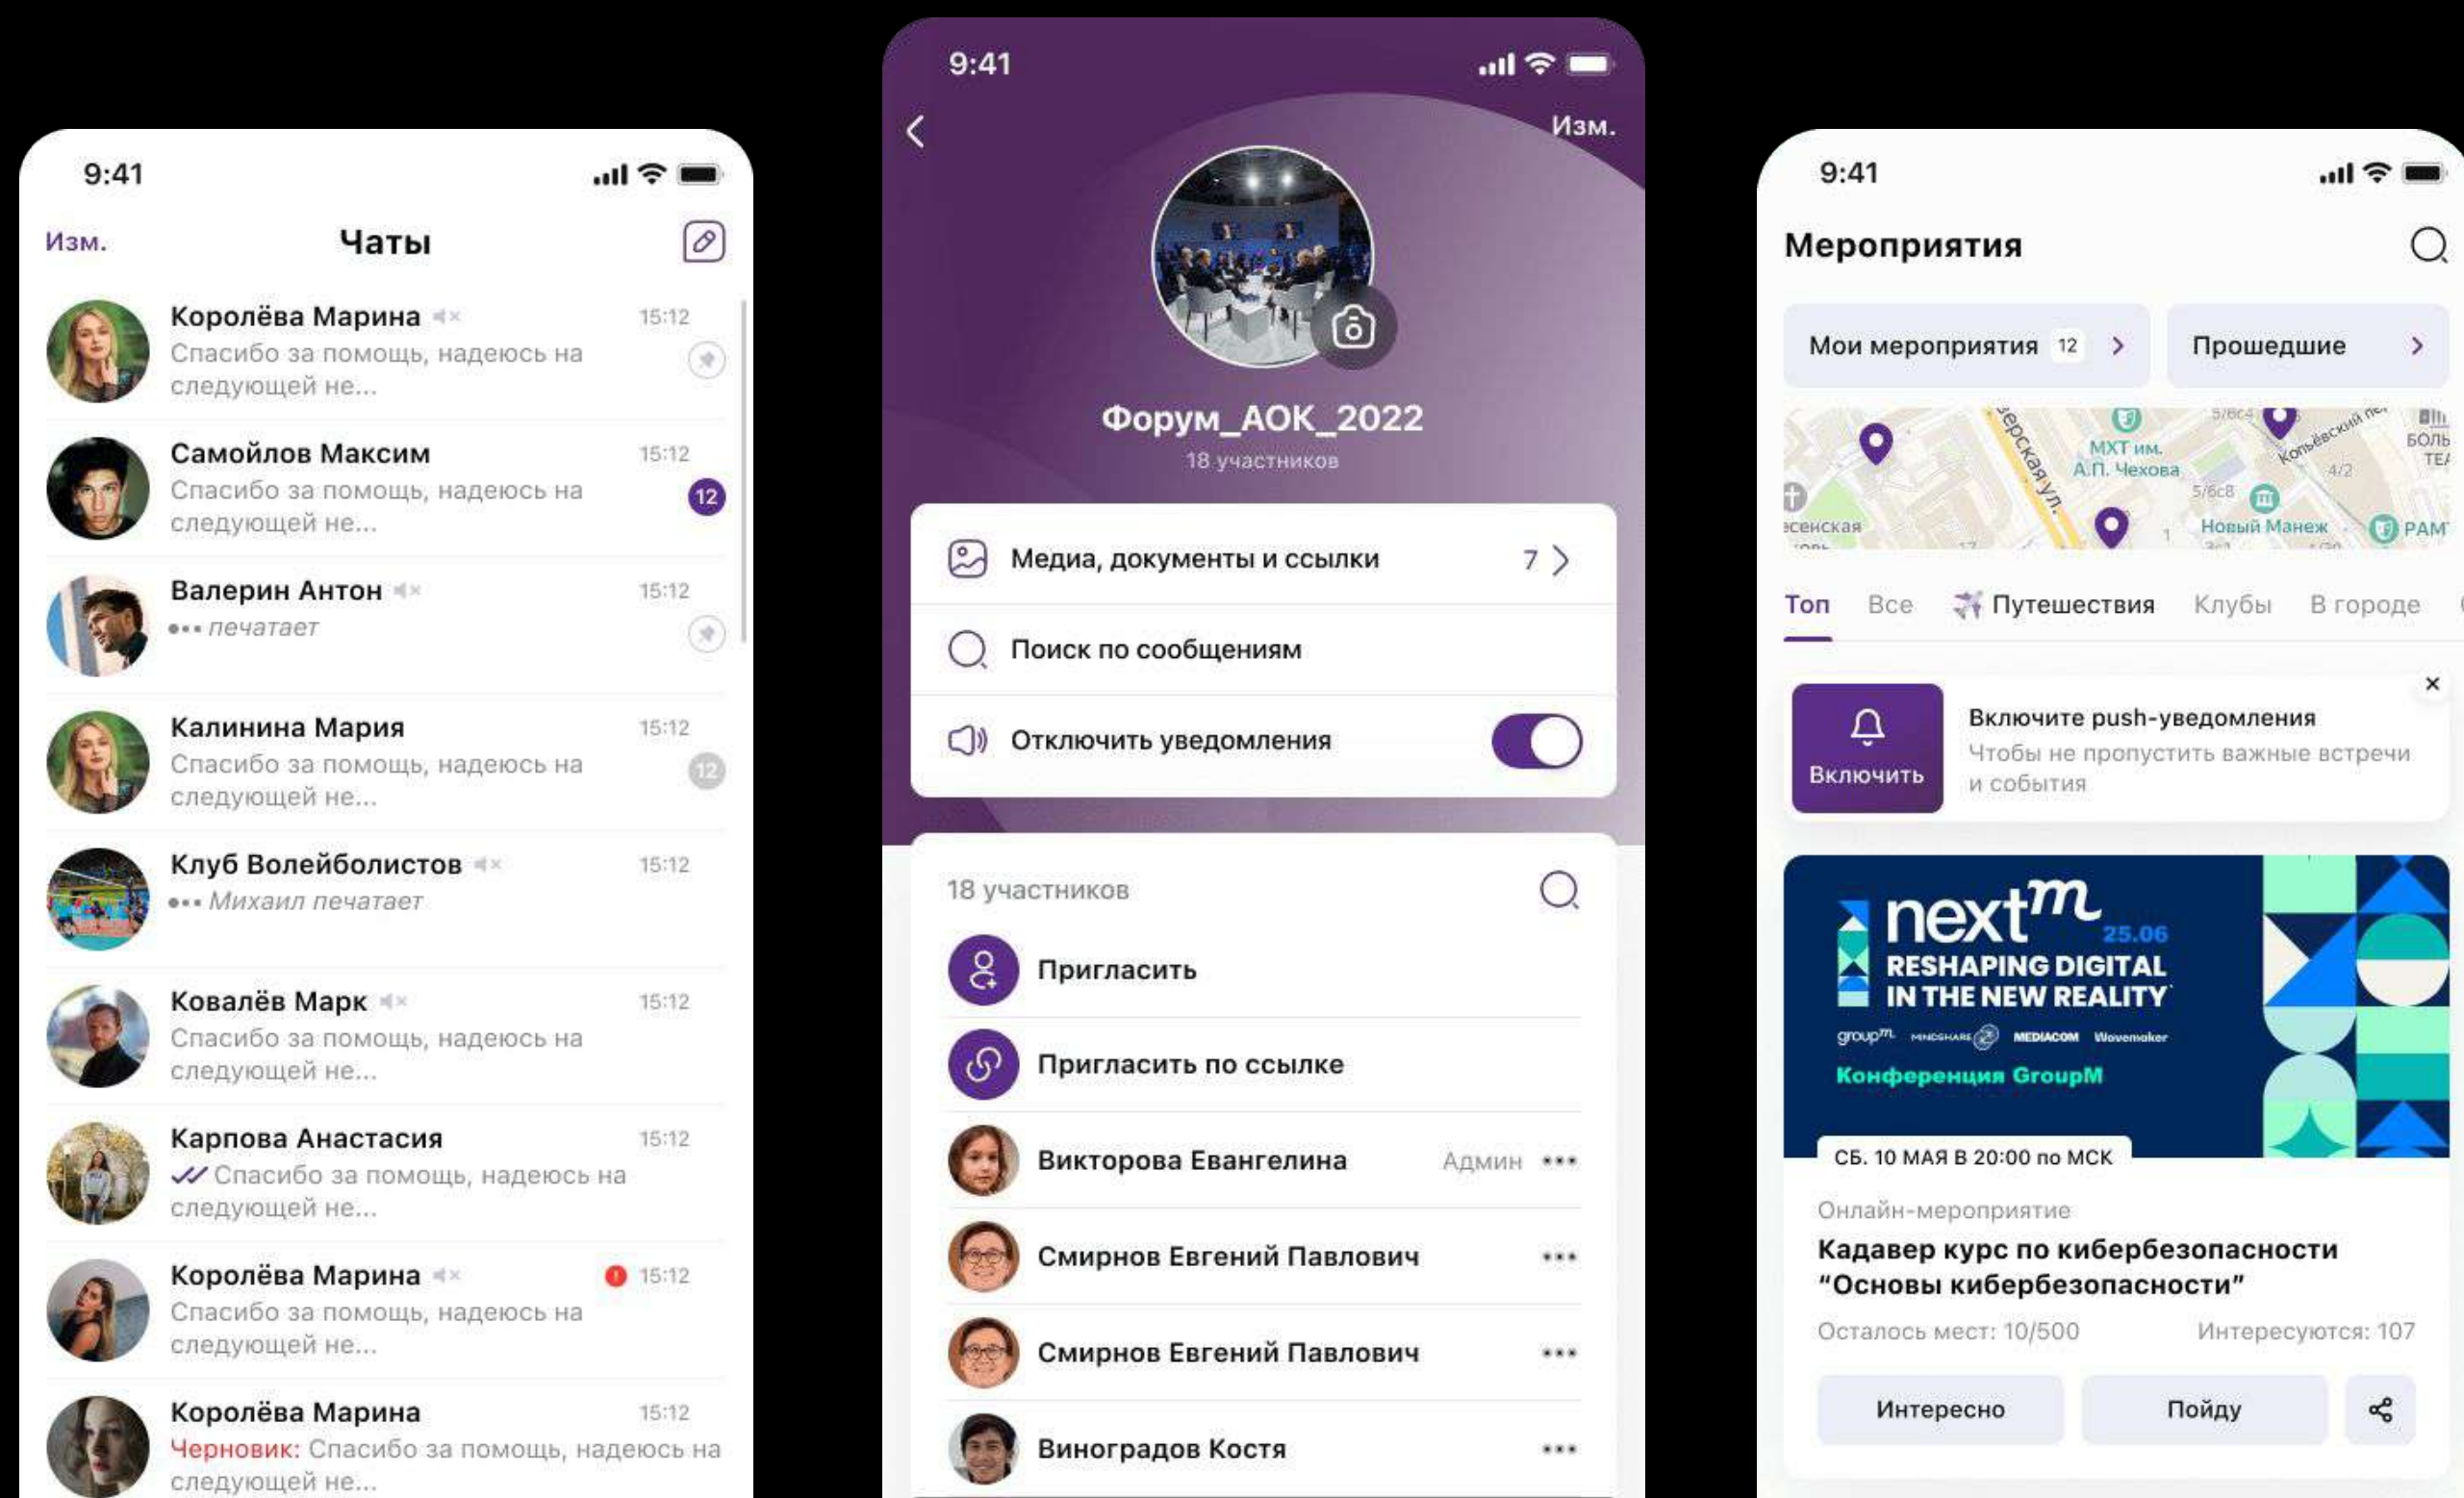 9:41
Изм.
Чаты
Королёва Марина
15:12
Спасибо за помощь, надеюсь на
следующей не...
Самойлов Максим
15:12
Спасибо за помощь, надеюсь на
12
следующей не...
Валерин Антон
15:12
печатает
Калинина Мария
15:12
Спасибо за помощь, надеюсь на
12
следующей не...
Клуб Волейболистов
15:12
Михаил печатает
Ковалёв Марк
15:12
Спасибо за помощь, надеюсь на
следующей не...
Карпова Анастасия
15:12
Спасибо за помощь, надеюсь на
следующей не...
Королёва Марина
15:12
Спасибо за помощь, надеюсь на
следующей не...
Королёва Марина
15:12
Черновик: Спасибо за помощь, надеюсь на
следующей не...
9:41
Изм.
Форум_АОК_2022
18 участников
Медиа, документы и ссылки
7
Поиск по сообщениям
Отключить уведомления
18 участников
Пригласить
Пригласить по ссылке
Викторова Евангелина
Админ
Смирнов Евгений Павлович
Смирнов Евгений Павлович
Виноградов Костя
9:41
Мероприятия
Мои мероприятия 12
Прошедшие
МХТ им.
А.П. Чехова
4/2
5/6с8
Новый Манеж
Топ
Все
Путешествия
Клубы
В городе
Включите push-уведомления
Чтобы не пропустить важные встречи
и события
Включить
nextm
25.06
RESHAPING DIGITAL
IN THE NEW REALITY
groupm MINDSHARE MEDIACOM Wavemaker
Конференция GroupM
СБ. 10 МАЯ В 20:00 по МСК
Онлайн-мероприятие
Кадавер курс по кибербезопасности
“Основы кибербезопасности”
Осталось мест: 10/500
Интересуются: 107
Интересно
Пойду